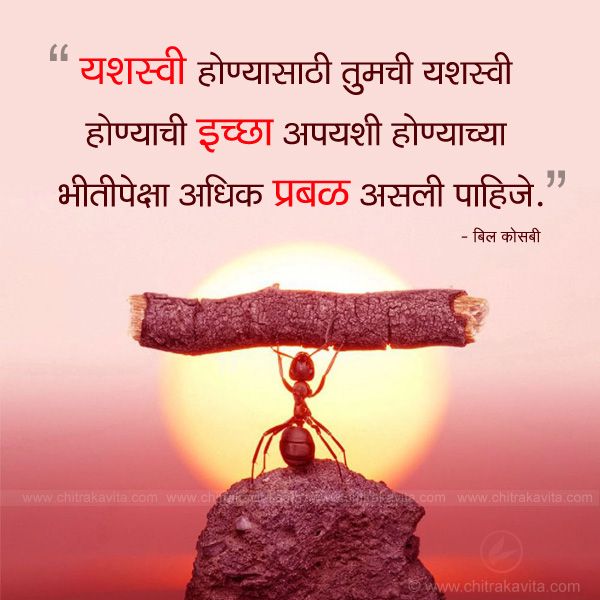 “ यशस्वी होण्यासाठी तुमची यशस्वी
होण्याची इच्छा अपयशी होण्याच्या
भीतीपेक्षा अधिक प्रबळ असली पाहिजे.”
- बिल कोसबी
www.chitrakavita.com www.chitrakavita.com www.chitrakavita.com www.chitrakavita.com
© www.chitrakavita.com